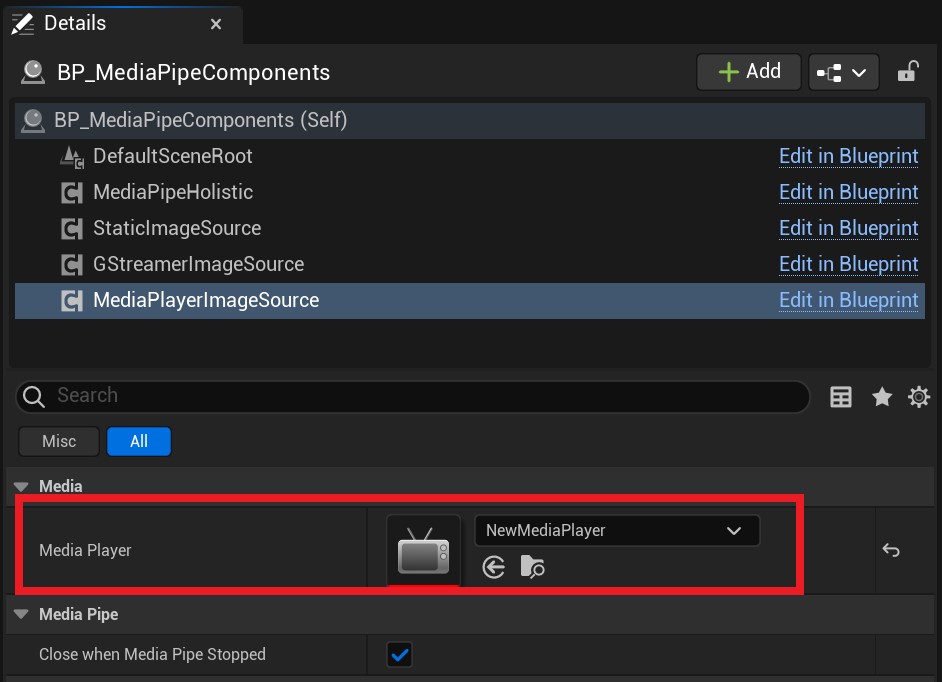 Details
BP_MediaPipeComponents
Add
BP_MediaPipeComponents (Self)
DefaultSceneRoot Edit in Blueprint
MediaPipeHolistic Edit in Blueprint
StaticImageSource Edit in Blueprint
GStreamerImageSource Edit in Blueprint
MediaPlayerImageSource Edit in Blueprint
Search
Misc All
Media
NewMediaPlayer
Media Player
Media Pipe
Close when Media Pipe Stopped